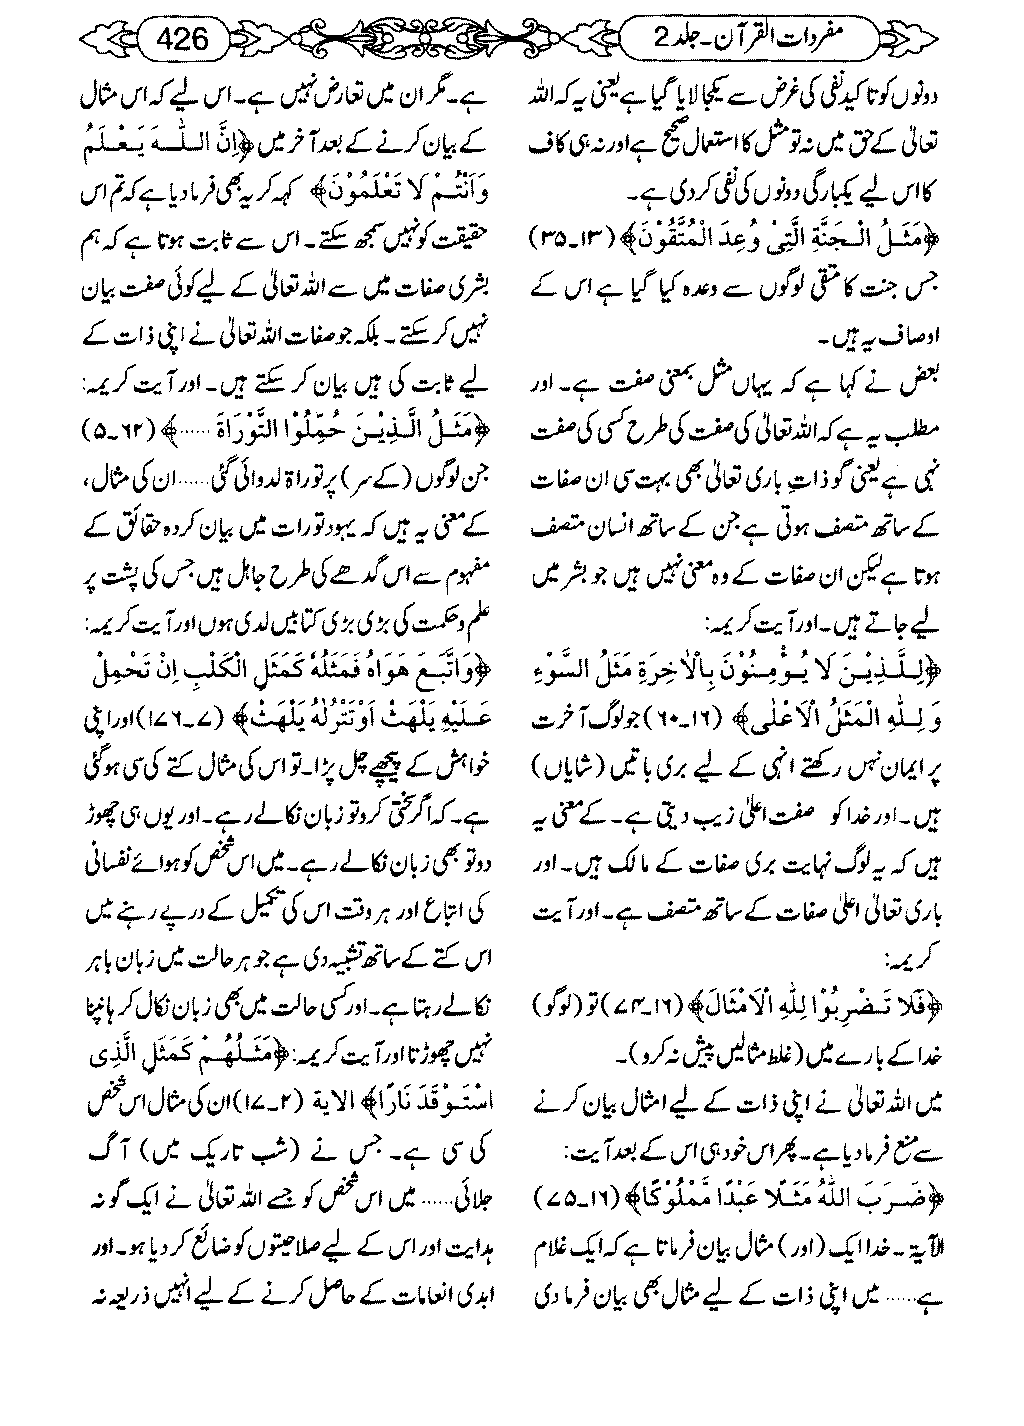 مفردات القرآن۔جلد 2
426
دونوں کو تاکید نفی کی غرض سے یکجا لایا گیا ہے یعنی یہ کہ اللہ
تعالیٰ کے حق میں نہ تو مثل کا استعمال صحیح ہے اور نہ ہی کاف
کا اس لیے یکبارگی دونوں کی نفی کر دی ہے۔
﴿مَثَلُ الْجَنَّةِ الَّتِیْ وُعِدَ الْمُتَّقُوْنَ﴾ (۱۳۔۳۵)
جس جنت کا متقی لوگوں سے وعدہ کیا گیا ہے اس کے
اوصاف یہ ہیں۔
بعض نے کہا ہے کہ یہاں مثل بمعنی صفت ہے۔ اور
مطلب یہ ہے کہ اللہ تعالیٰ کی صفت کی طرح کسی کی صفت
نہی ہے یعنی گو ذاتِ باری تعالیٰ بھی بہت سی ان صفات
کے ساتھ متصف ہوتی ہے جن کے ساتھ انسان متصف
ہوتا ہے لیکن ان صفات کے وہ معنی نہیں ہیں جو بشر میں
لیے جاتے ہیں۔ اور آیت کریمہ:
﴿لِلَّذِیْنَ لَا یُؤْمِنُوْنَ بِالْاٰخِرَةِ مَثَلُ السَّوْءِ
وَلِلّٰهِ الْمَثَلُ الْاَعْلٰی﴾ (۱۶۔۶۰) جو لوگ آخرت
پر ایمان نہیں رکھتے انہی کے لیے بری باتیں (شایاں)
ہیں۔ اور خدا کو صفت اعلیٰ زیب دیتی ہے۔ کے معنی یہ
ہیں کہ یہ لوگ نہایت بری صفات کے مالک ہیں۔ اور
باری تعالیٰ اعلیٰ صفات کے ساتھ متصف ہے۔ اور آیت
کریمہ:
﴿فَلَا تَضْرِبُوْا لِلّٰهِ الْاَمْثَالَ﴾ (۱۶۔۷۴) تو (لوگو)
خدا کے بارے میں (غلط مثالیں پیش نہ کرو)۔
میں اللہ تعالیٰ نے اپنی ذات کے لیے امثال بیان کرنے
سے منع فرما دیا ہے۔ پھر اس خود ہی اس کے بعد آیت:
﴿ضَرَبَ اللّٰهُ مَثَلًا عَبْدًا مَّمْلُوْكًا﴾ (۱۶۔۷۵)
الآیۃ۔ خدا ایک (اور) مثال بیان فرماتا ہے کہ ایک غلام
ہے...... میں اپنی ذات کے لیے مثال بھی بیان فرما دی
ہے۔ مگر ان میں تعارض نہیں ہے۔ اس لیے کہ اس مثال
کے بیان کرنے کے بعد آخر میں ﴿اِنَّ اللّٰهَ یَعْلَمُ
وَاَنْتُمْ لَا تَعْلَمُوْنَ﴾ کہہ کر یہ بھی فرما دیا ہے کہ تم اس
حقیقت کو نہیں سمجھ سکتے۔ اس سے ثابت ہوتا ہے کہ ہم
بشری صفات میں سے اللہ تعالیٰ کے لیے کوئی صفت بیان
نہیں کر سکتے۔ بلکہ جو صفات اللہ تعالیٰ نے اپنی ذات کے
لیے ثابت کی ہیں بیان کر سکتے ہیں۔ اور آیت کریمہ:
﴿مَثَلُ الَّذِیْنَ حُمِّلُوا التَّوْرَاةَ ......﴾ (۶۲۔۵)
جن لوگوں (کے سر) پر توراۃ لدوائی گئی...... ان کی مثال،
کے معنی یہ ہیں کہ یہود تورات میں بیان کردہ حقائق کے
مفہوم سے اس گدھے کی طرح جاہل ہیں جس کی پشت پر
علم وحکمت کی بڑی بڑی کتابیں لدی ہوں اور آیت کریمہ:
﴿وَاتَّبَعَ هَوَاهُ فَمَثَلُهٗ كَمَثَلِ الْكَلْبِ اِنْ تَحْمِلْ
عَلَیْهِ یَلْهَثْ اَوْ تَتْرُكْهُ یَلْهَثْ﴾ (۷۔۱۷۶) اور اپنی
خواہش کے پیچھے چل پڑا۔ تو اس کی مثال کتے کی سی ہو گئی
ہے۔ کہ اگر سختی کرو تو زبان نکالے رہے۔ اور یوں ہی چھوڑ
دو تو بھی زبان نکالے رہے۔ میں اس شخص کو ہوائے نفسانی
کی اتباع اور ہر وقت اس کی تکمیل کے درپے رہنے میں
اس کتے کے ساتھ تشبیہ دی ہے جو ہر حالت میں زبان باہر
نکالے رہتا ہے۔ اور کسی حالت میں بھی زبان نکال کر ہانپنا
نہیں چھوڑتا اور آیت کریمہ: ﴿مَثَلُهُمْ كَمَثَلِ الَّذِی
اسْتَوْقَدَ نَارًا﴾ الایة (۲۔۱۷) ان کی مثال اس شخص
کی سی ہے۔ جس نے (شب تاریک میں) آگ
جلائی...... میں اس شخص کو جسے اللہ تعالیٰ نے ایک گونہ
ہدایت اور اس کے لیے صلاحیتوں کو ضائع کر دیا ہو۔ اور
ابدی انعامات کے حاصل کرنے کے لیے انہیں ذریعہ نہ